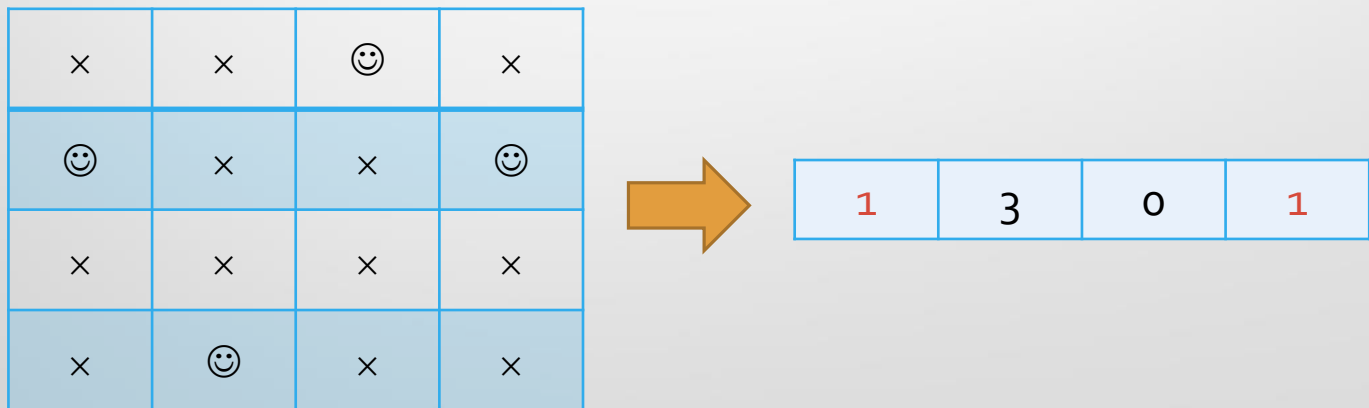 × × ☺ ×
☺ × × ☺
× × × ×
× ☺ × ×
1 3 0 1